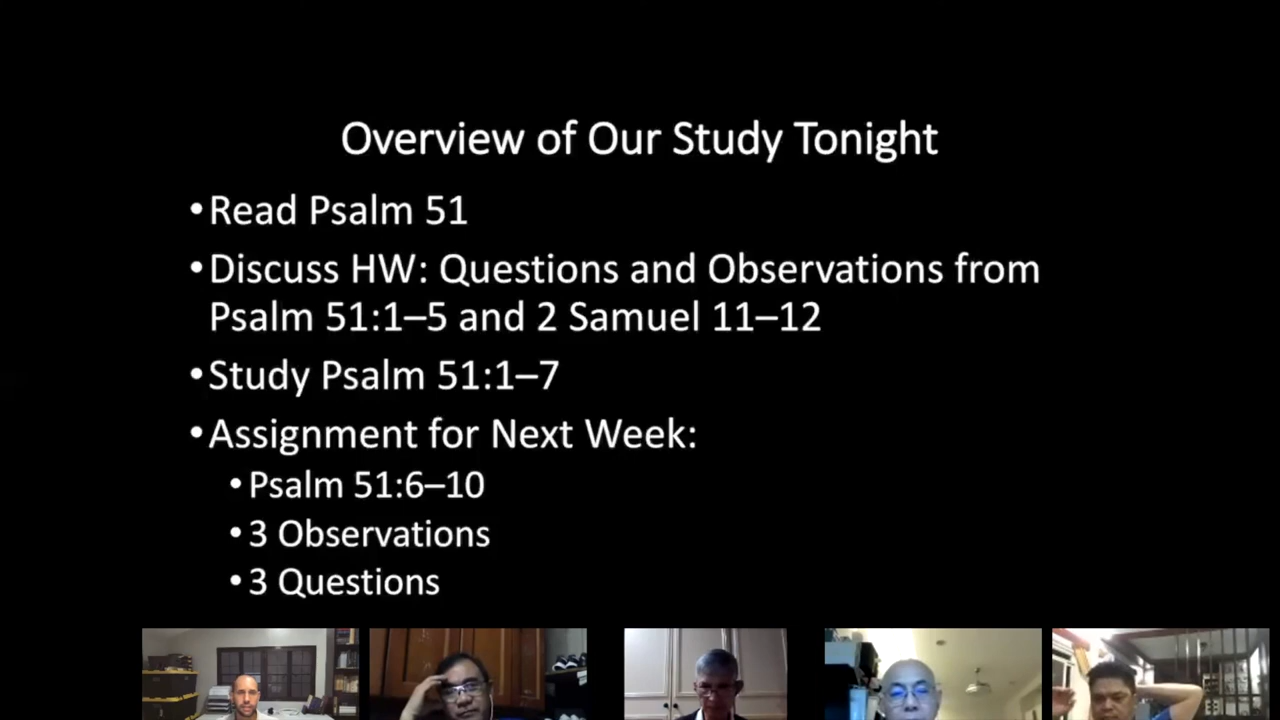 Overview of Our Study Tonight
•Read Psalm 51
•Discuss HW: Questions and Observations from
Psalm 51:1–5 and 2 Samuel 11–12
•Study Psalm 51:1–7
•Assignment for Next Week:
•Psalm 51:6–10
•3 Observations
•3 Questions